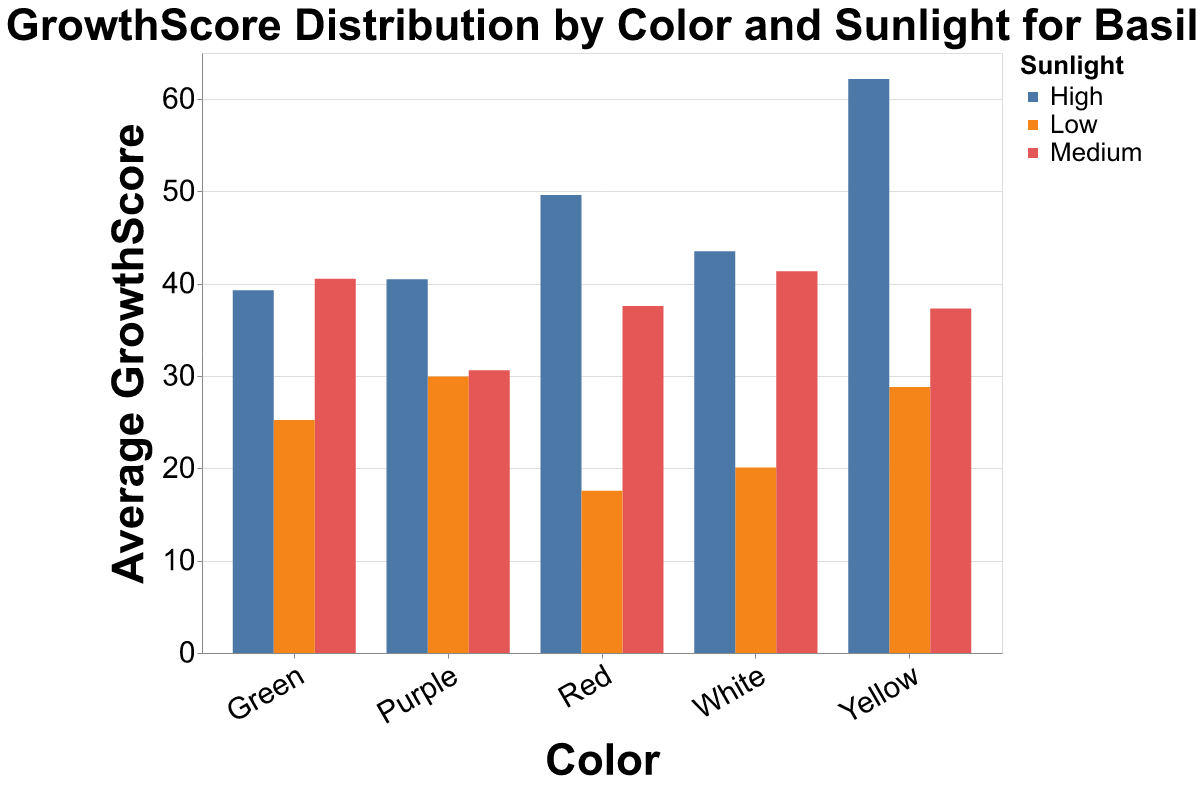 GrowthScore Distribution by Color and Sunlight for Basil
Sunlight
High
Low
Medium
Average GrowthScore
60
50
40
30
20
10
0
Green
Purple
Red
White
Yellow
Color